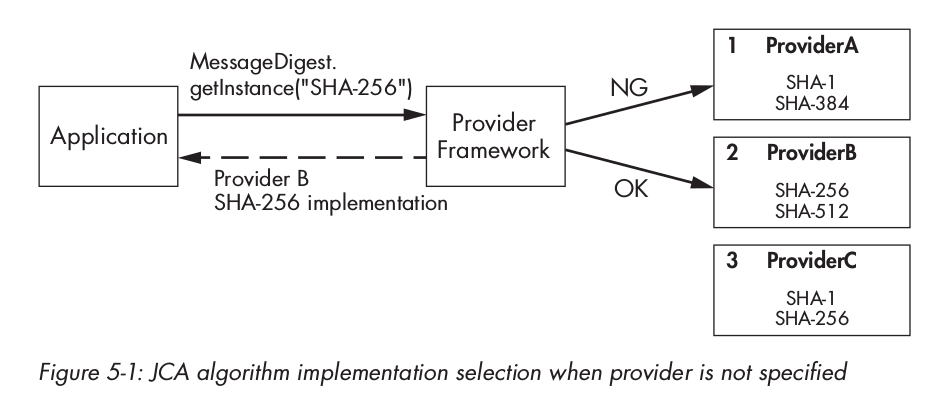 MessageDigest.
getInstance("SHA-256")
Application
Provider
Framework
Provider B
SHA-256 implementation
NG
OK
1 ProviderA
SHA-1
SHA-384
2 ProviderB
SHA-256
SHA-512
3 ProviderC
SHA-1
SHA-256
Figure 5-1: JCA algorithm implementation selection when provider is not specified